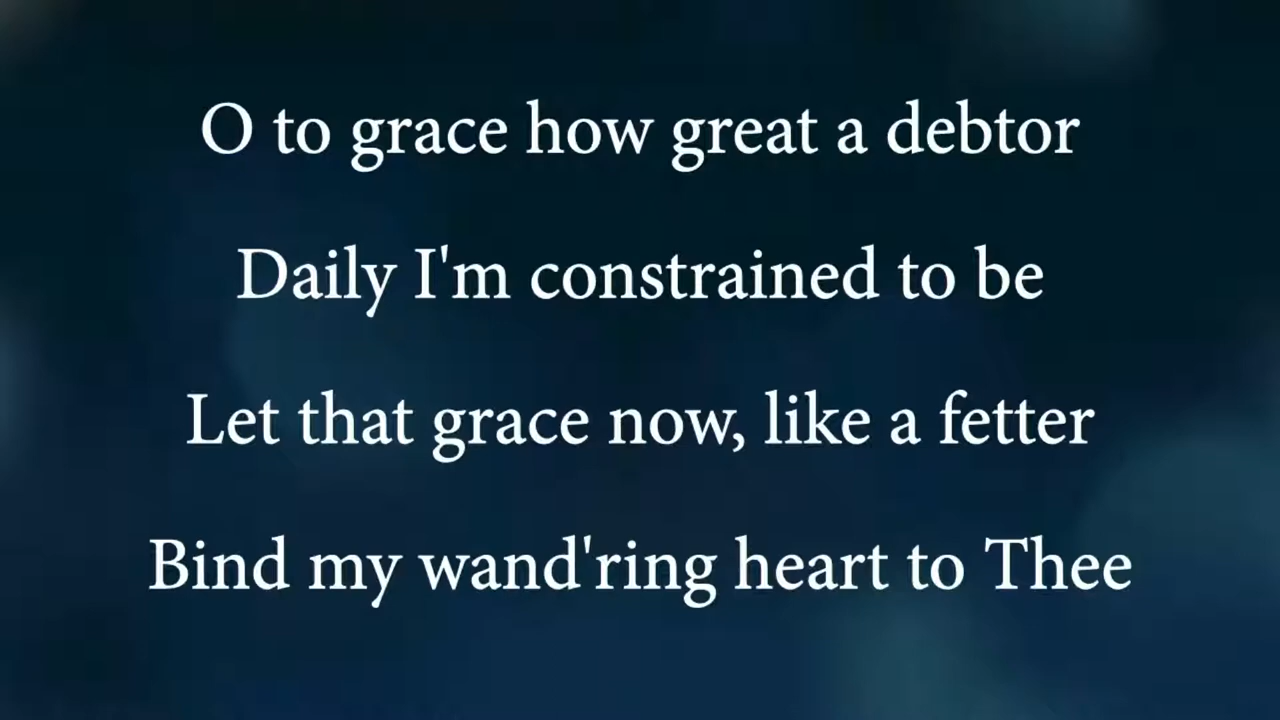 O to grace how great a debtor
Daily I'm constrained to be
Let that grace now, like a fetter
Bind my wand'ring heart to Thee